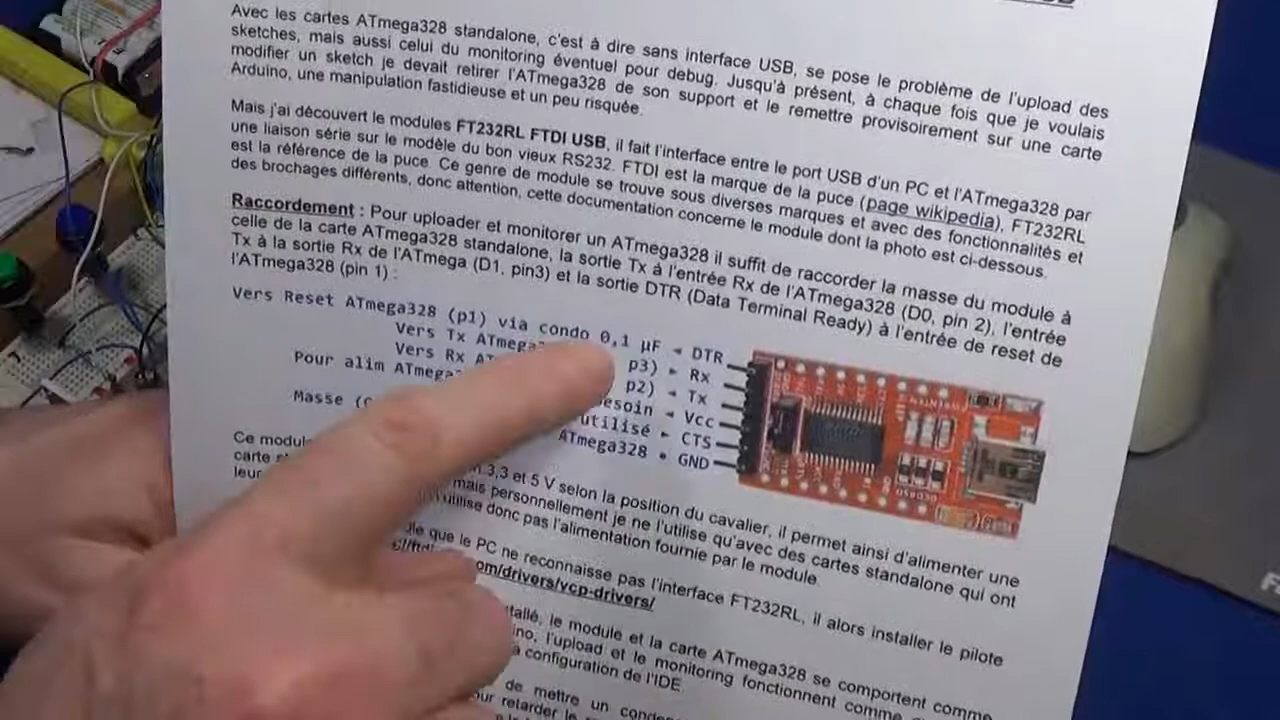 Avec les cartes ATmega328 standalone, c'est à dire sans interface USB, se pose le problème de l'upload des
sketches, mais aussi celui du monitoring éventuel pour debug. Jusqu'à présent, à chaque fois que je voulais
modifier un sketch je devait retirer l'ATmega328 de son support et le remettre provisoirement sur une carte
Arduino, une manipulation fastidieuse et un peu risquée.
Mais j'ai découvert le modules FT232RL FTDI USB, il fait l'interface entre le port USB d'un PC et l'ATmega328 par
une liaison série sur le modèle du bon vieux RS232. FTDI est la marque de la puce (page wikipedia), FT232RL
est la référence de la puce. Ce genre de module se trouve sous diverses marques et avec des fonctionnalités et
des brochages différents, donc attention, cette documentation concerne le module dont la photo est ci-dessous.
Raccordement : Pour uploader et monitorer un ATmega328 il suffit de raccorder la masse du module à
celle de la carte ATmega328 standalone, la sortie Tx à l'entrée Rx de l'ATmega328 (D0, pin 2), l'entrée
Tx à la sortie Rx de l'ATmega (D1, pin3) et la sortie DTR (Data Terminal Ready) à l'entrée de reset de
l'ATmega328 (pin 1) :
Vers Reset ATmega328 (p1) via condo 0,1 µF ◄ DTR
Vers Tx ATmega p3) ► Rx
Vers Rx AT p2) ◄ Tx
Pour alim ATmega esoin ◄ Vcc
utilisé ► CTS
Masse ( ATmega328 • GND
Ce modul 3,3 et 5 V selon la position du cavalier, il permet ainsi d'alimenter une
carte mais personnellement je ne l'utilise qu'avec des cartes standalone qui ont
leur utilise donc pas l'alimentation fournie par le module.
ule que le PC ne reconnaisse pas l'interface FT232RL, il alors installer le pilote
om/drivers/vcp-drivers/
tallé, le module et la carte ATmega328 se comportent comme
ino, l'upload et le monitoring fonctionnent comme
a configuration de l'IDE.
de mettre un conden
our retarder le